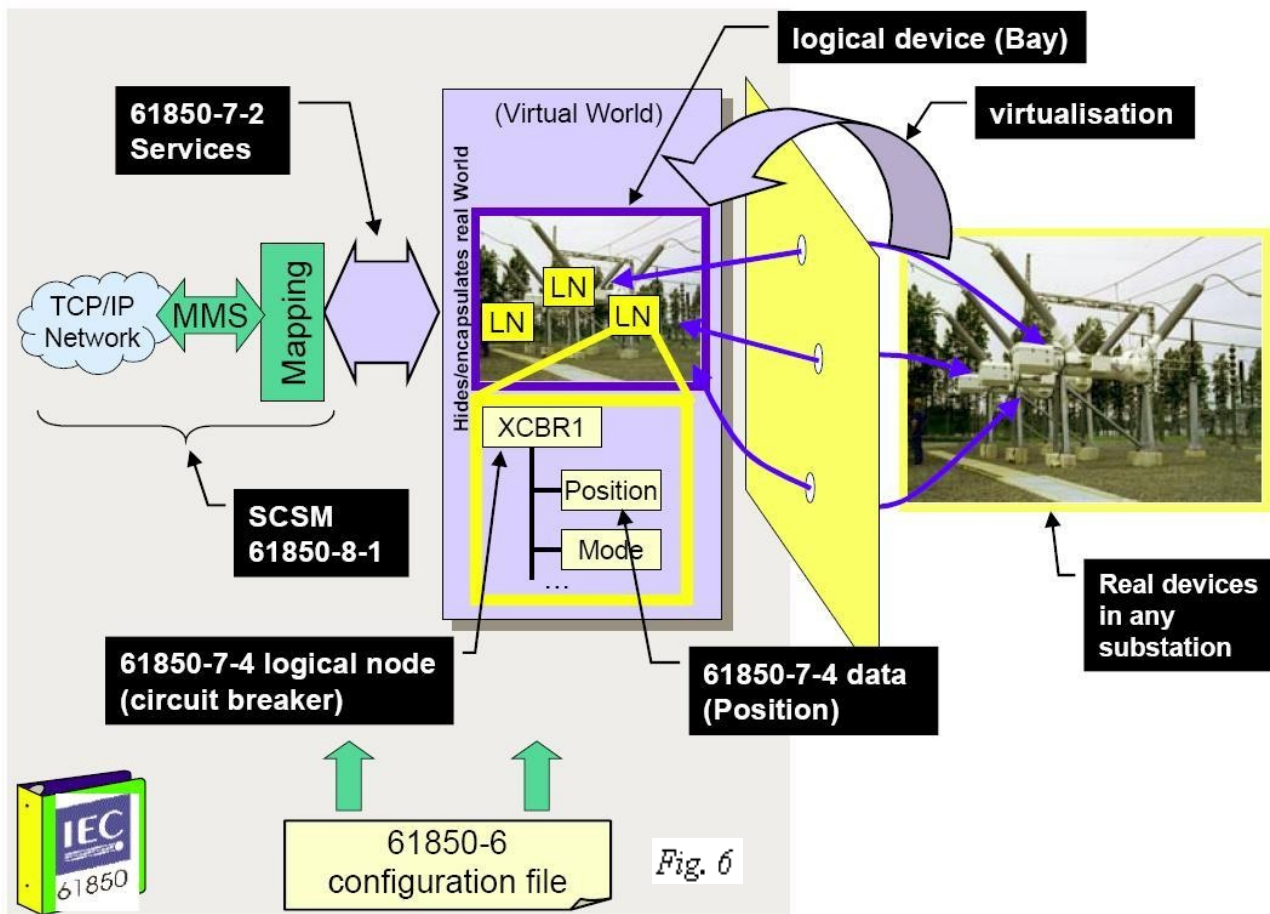 logical device (Bay)
61850-7-2
Services
(Virtual World)
virtualisation
Hides/encapsulates real World
LN
LN
LN
TCP/IP
Network
MMS
Mapping
XCBR1
Position
Mode
...
SCSM
61850-8-1
Real devices
in any
substation
61850-7-4 logical node
(circuit breaker)
61850-7-4 data
(Position)
IEC
61850
61850-6
configuration file
Fig. 6